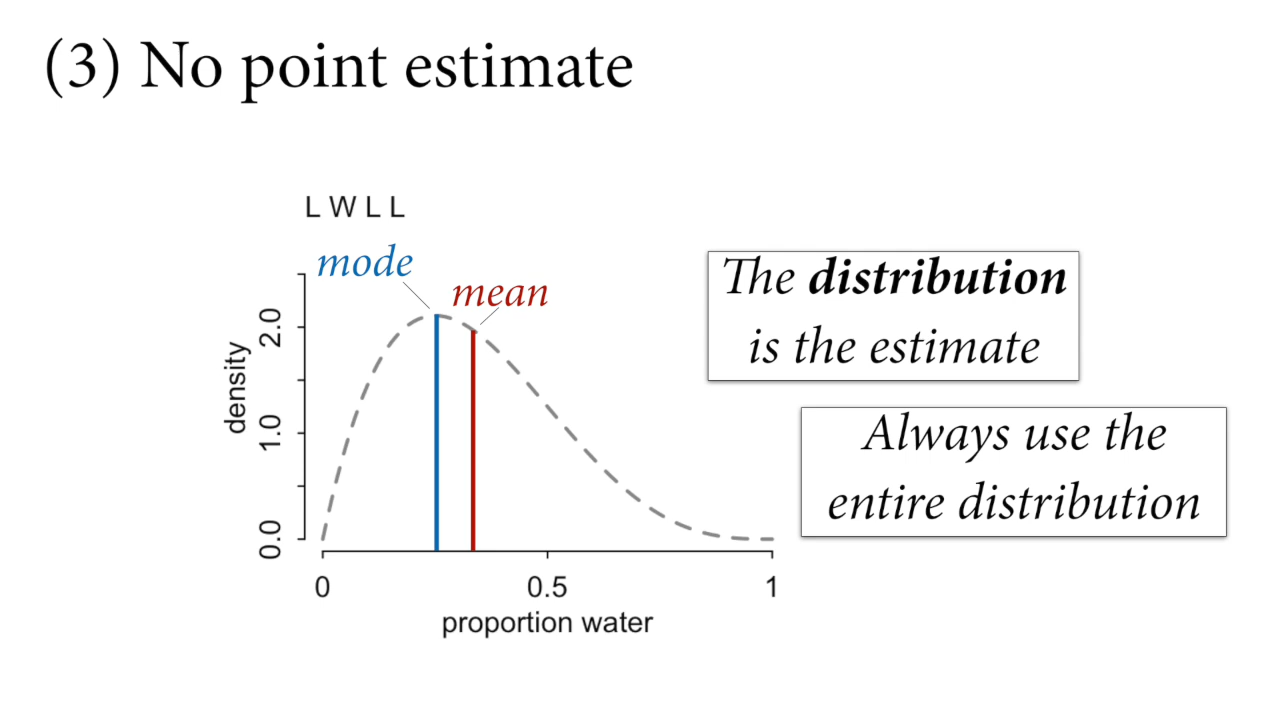 (3) No point estimate
L W L L
mode
mean
The distribution
is the estimate
Always use the
entire distribution
density
2.0
1.0
0.0
0
0.5
1
proportion water